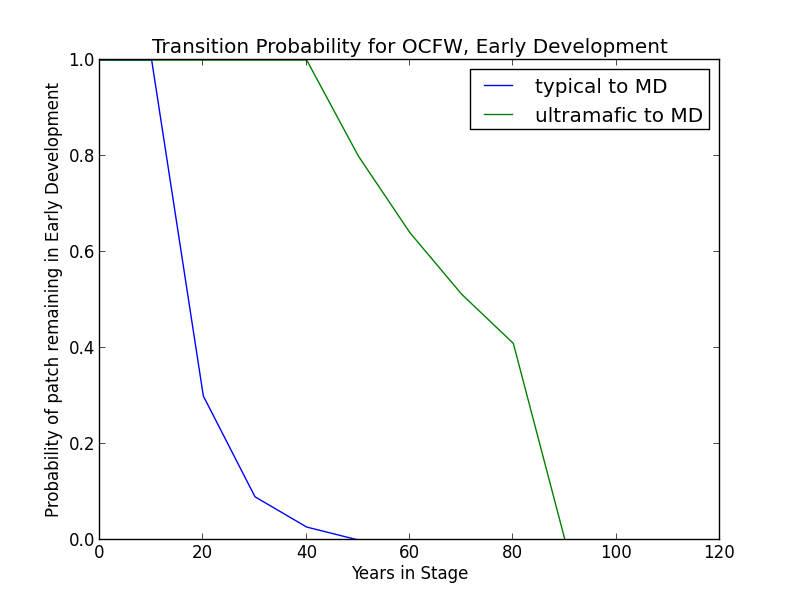 Transition Probability for OCFW, Early Development
typical to MD
ultramafic to MD
Probability of patch remaining in Early Development
1.0
0.8
0.6
0.4
0.2
0.0
0 20 40 60 80 100 120
Years in Stage